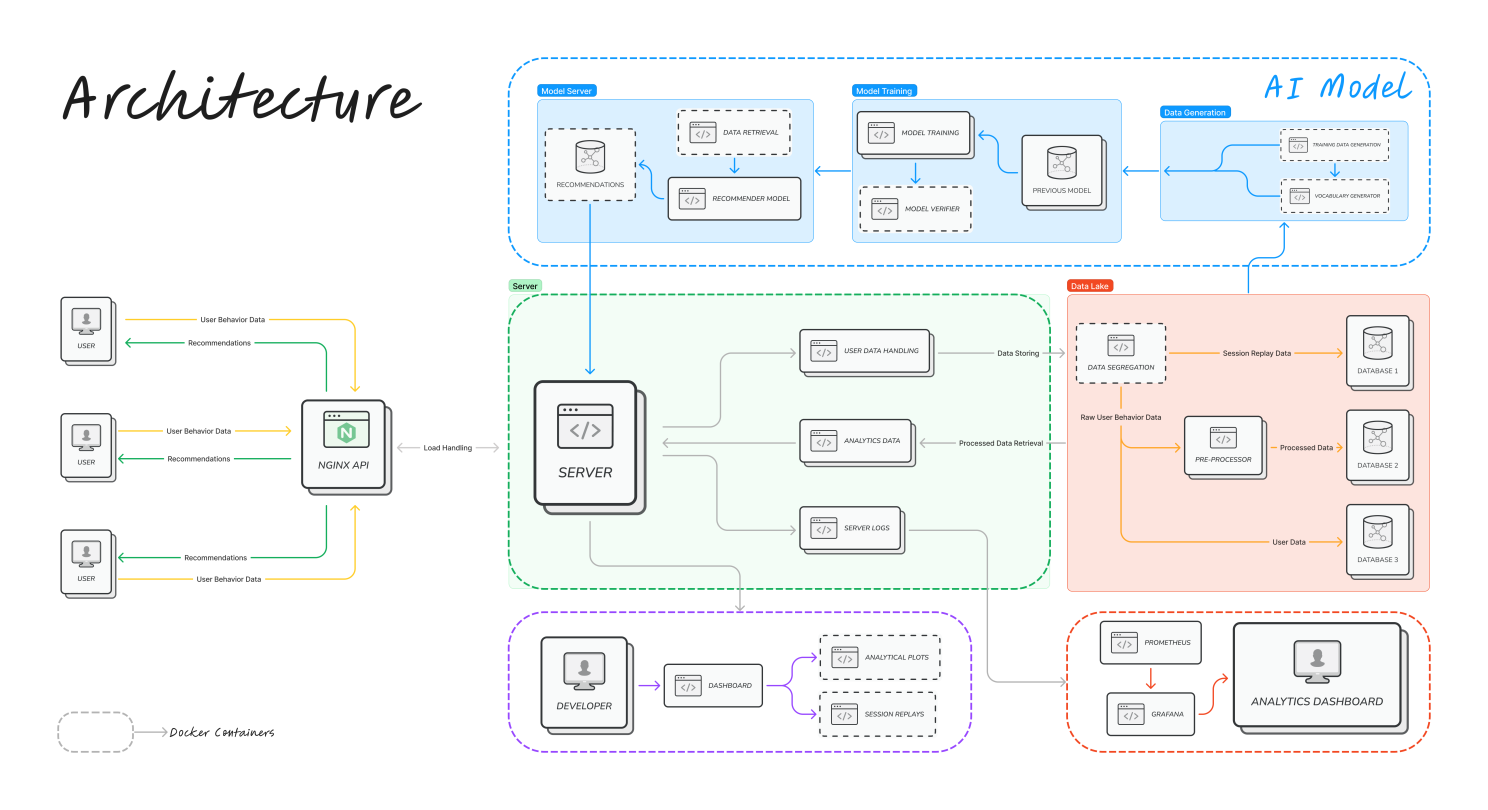 Architecture
AI Model
Model Server
DATA RETRIEVAL
RECOMMENDATIONS
RECOMMENDER MODEL
Model Training
MODEL TRAINING
PREVIOUS MODEL
MODEL VERIFIER
Data Generation
TRAINING DATA GENERATION
VOCABULARY GENERATOR
USER
User Behavior Data
Recommendations
USER
User Behavior Data
Recommendations
USER
Recommendations
User Behavior Data
NGINX API
Load Handling
Server
SERVER
USER DATA HANDLING
ANALYTICS DATA
SERVER LOGS
Data Storing
Processed Data Retrieval
Data Lake
DATA SEGREGATION
Session Replay Data
DATABASE 1
Raw User Behavior Data
PRE-PROCESSOR
Processed Data
DATABASE 2
User Data
DATABASE 3
DEVELOPER
DASHBOARD
ANALYTICAL PLOTS
SESSION REPLAYS
PROMETHEUS
GRAFANA
ANALYTICS DASHBOARD
Docker Containers